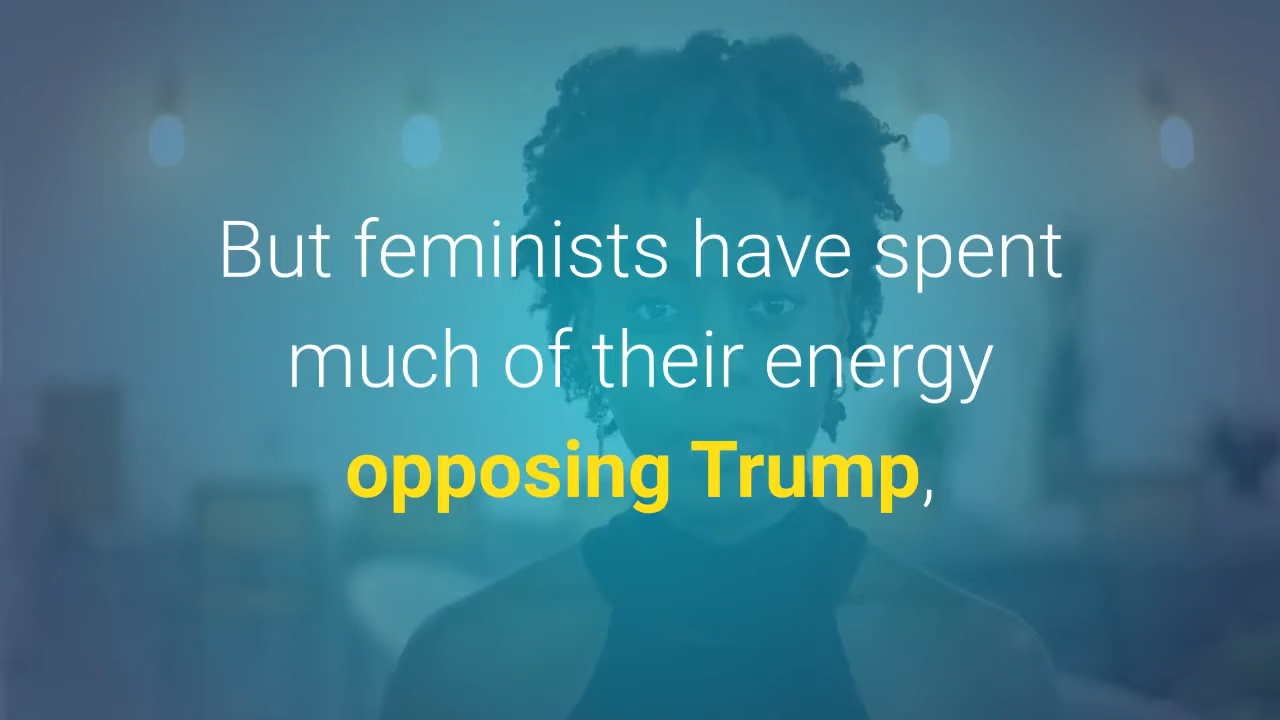 But feminists have spent
much of their energy
opposing Trump,